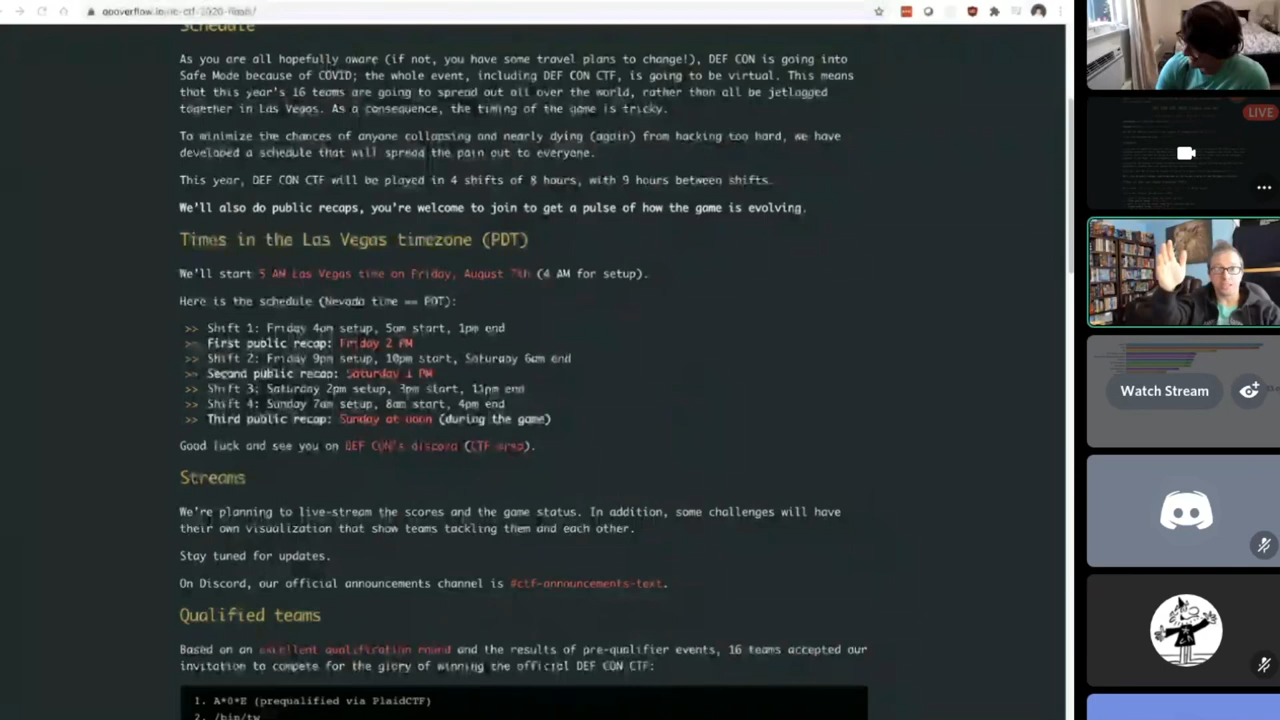 Schedule
As you are all hopefully aware (if not, you have some travel plans to change!), DEF CON is going into
Safe Mode because of COVID; the whole event, including DEF CON CTF, is going to be virtual. This means
that this year's 16 teams are going to spread out all over the world, rather than all be jetlagged
together in Las Vegas. As a consequence, the timing of the game is tricky.
To minimize the chances of anyone collapsing and nearly dying (again) from hacking too hard, we have
developed a schedule that will spread the pain out to everyone.
This year, DEF CON CTF will be played in 4 shifts of 8 hours, with 9 hours between shifts.
We'll also do public recaps, you're welcome to join to get a pulse of how the game is evolving.
Times in the Las Vegas timezone (PDT)
We'll start 5 AM Las Vegas time on Friday, August 7th (4 AM for setup).
Here is the schedule (Nevada time == PDT):
>> Shift 1: Friday 4am setup, 5am start, 1pm end
>> First public recap: Friday 2 PM
>> Shift 2: Friday 9pm setup, 10pm start, Saturday 6am end
>> Second public recap: Saturday 1 PM
>> Shift 3: Saturday 2pm setup, 3pm start, 11pm end
>> Shift 4: Sunday 7am setup, 8am start, 4pm end
>> Third public recap: Sunday at noon (during the game)
Good luck and see you on DEF CON's discord (CTF area).
Streams
We're planning to live-stream the scores and the game status. In addition, some challenges will have
their own visualization that show teams tackling them and each other.
Stay tuned for updates.
On Discord, our official announcements channel is #ctf-announcements-text.
Qualified teams
Based on an excellent qualification round and the results of pre-qualifier events, 16 teams accepted our
invitation to compete for the glory of winning the official DEF CON CTF:
1. A*0*E (prequalified via PlaidCTF)
2. /bin/tw
LIVE
Watch Stream